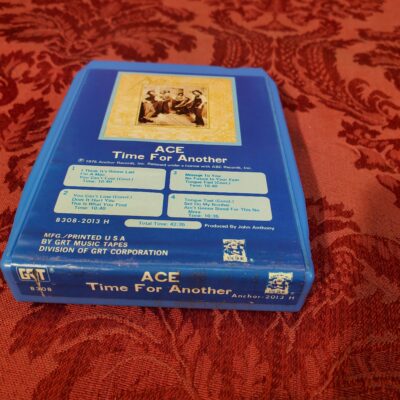 ACE
Time For Another
℗ 1975 Anchor Records, Inc. Released under a license with ABC Records, Inc.
1
I Think It's Gonna Last
I'm A Man
You Can't Lose (Cont.)
Time: 10:40
3
Message To You
No Future In Your Eyes
Tongue Tied (Cont.)
Time: 10:40
2
You Can't Lose (Concl.)
Does It Hurt You
This Is What You Find
Time: 10:40
4
Tongue Tied (Concl.)
Sail On My Brother
Ain't Gonna Stand For This No
More
Time: 10:35
8308-2013 H
Total Time: 42:35
Produced By John Anthony
MFG./PRINTED U S A
BY GRT MUSIC TAPES
DIVISION OF GRT CORPORATION
GRT
8308
ACE
Time For Another
Anchor-2013 H